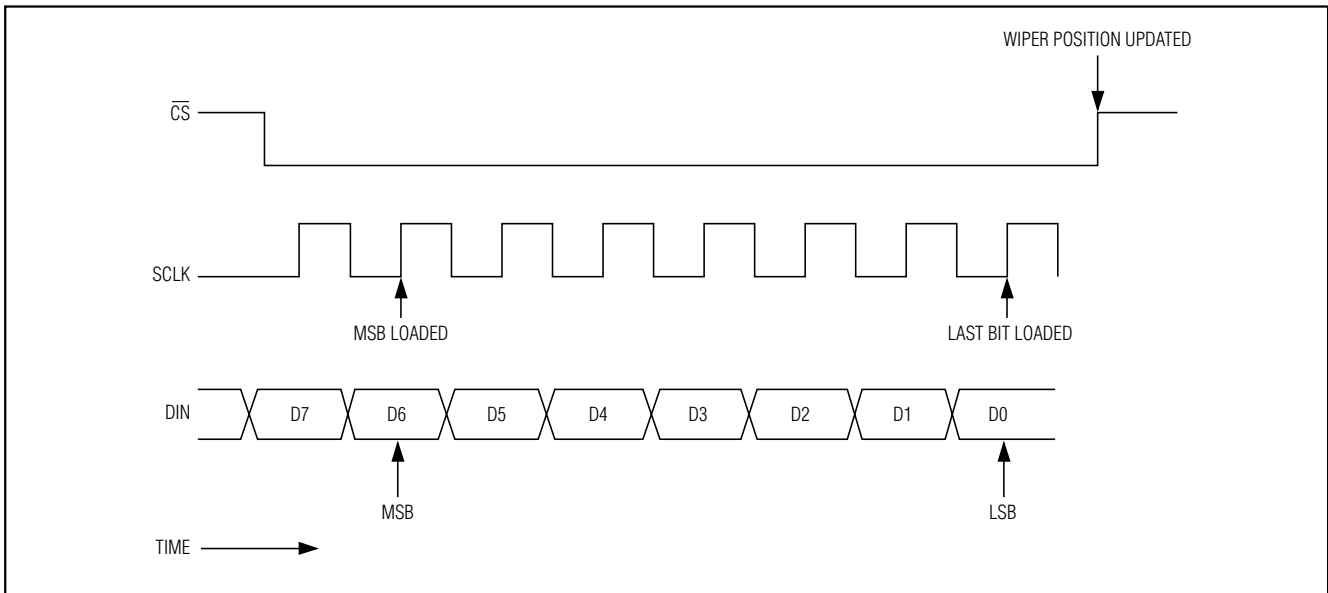 WIPER POSITION UPDATED
C̅S̅
SCLK
MSB LOADED
LAST BIT LOADED
DIN D7 D6 D5 D4 D3 D2 D1 D0
MSB
LSB
TIME